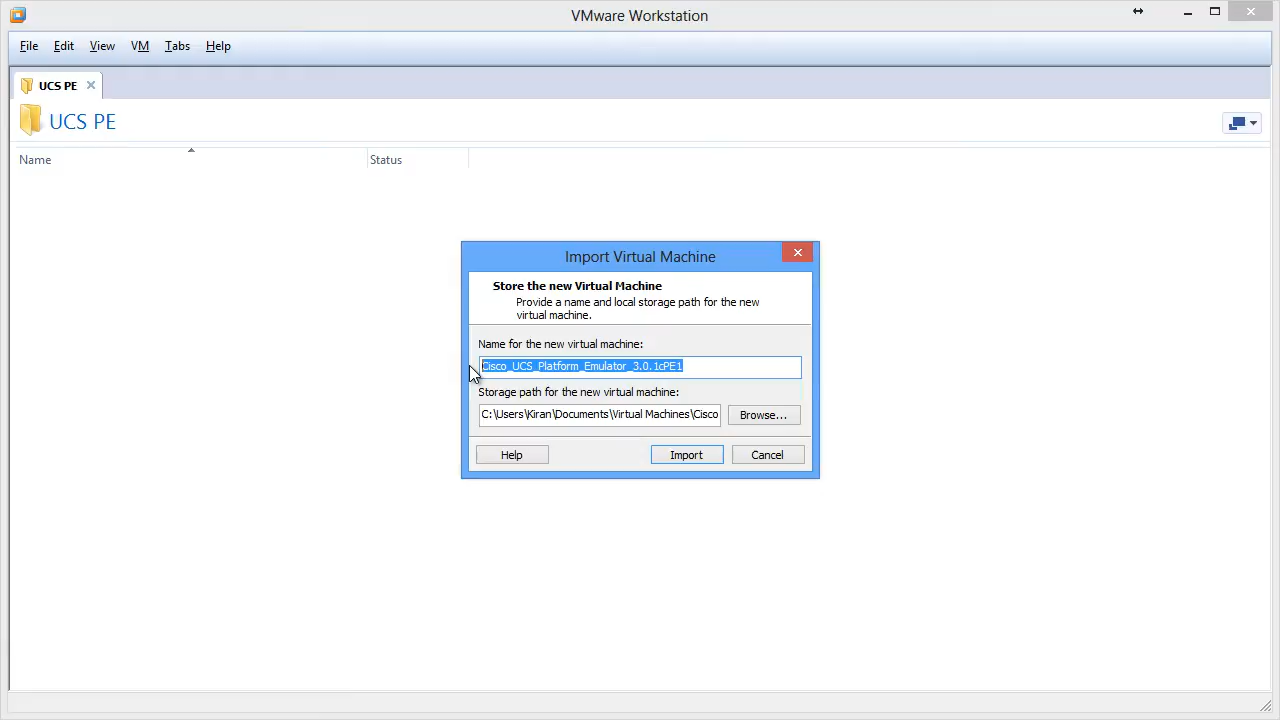 VMware Workstation
File Edit View VM Tabs Help
UCS PE
UCS PE
Name Status
Import Virtual Machine
Store the new Virtual Machine
Provide a name and local storage path for the new
virtual machine.
Name for the new virtual machine:
Cisco_UCS_Platform_Emulator_3.0.1cPE1
Storage path for the new virtual machine:
C:\Users\Kiran\Documents\Virtual Machines\Cisco Browse...
Help Import Cancel